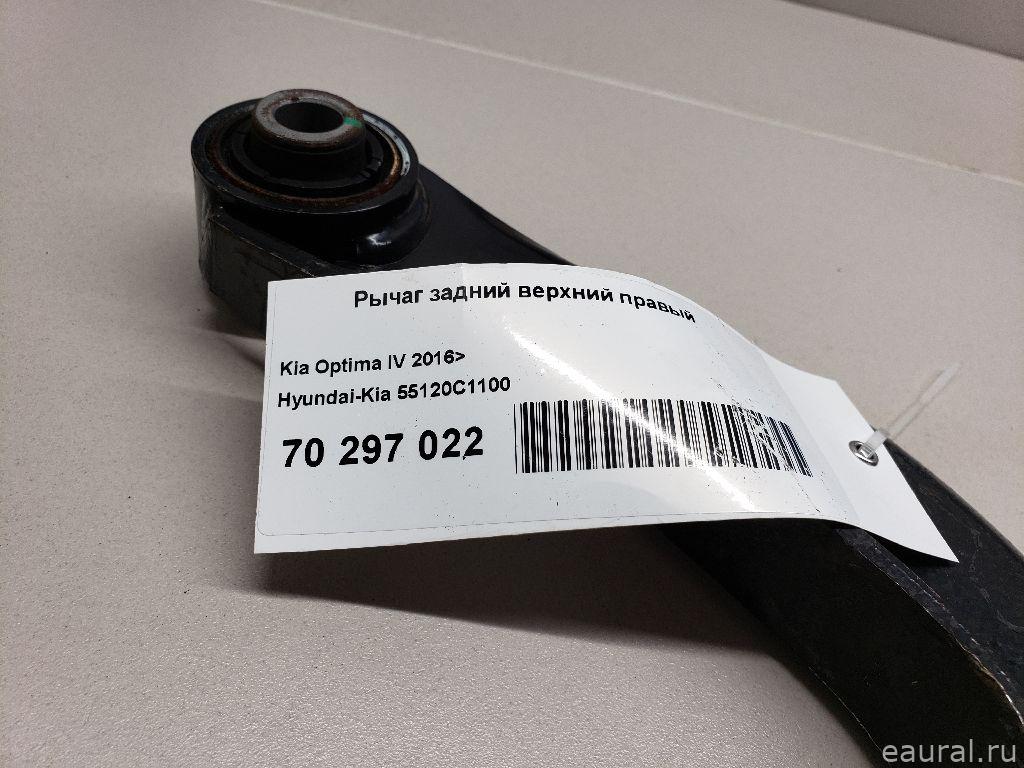 Рычаг задний верхний правый
Kia Optima IV 2016>
Hyundai-Kia 55120C1100
70 297 022
eaural.ru